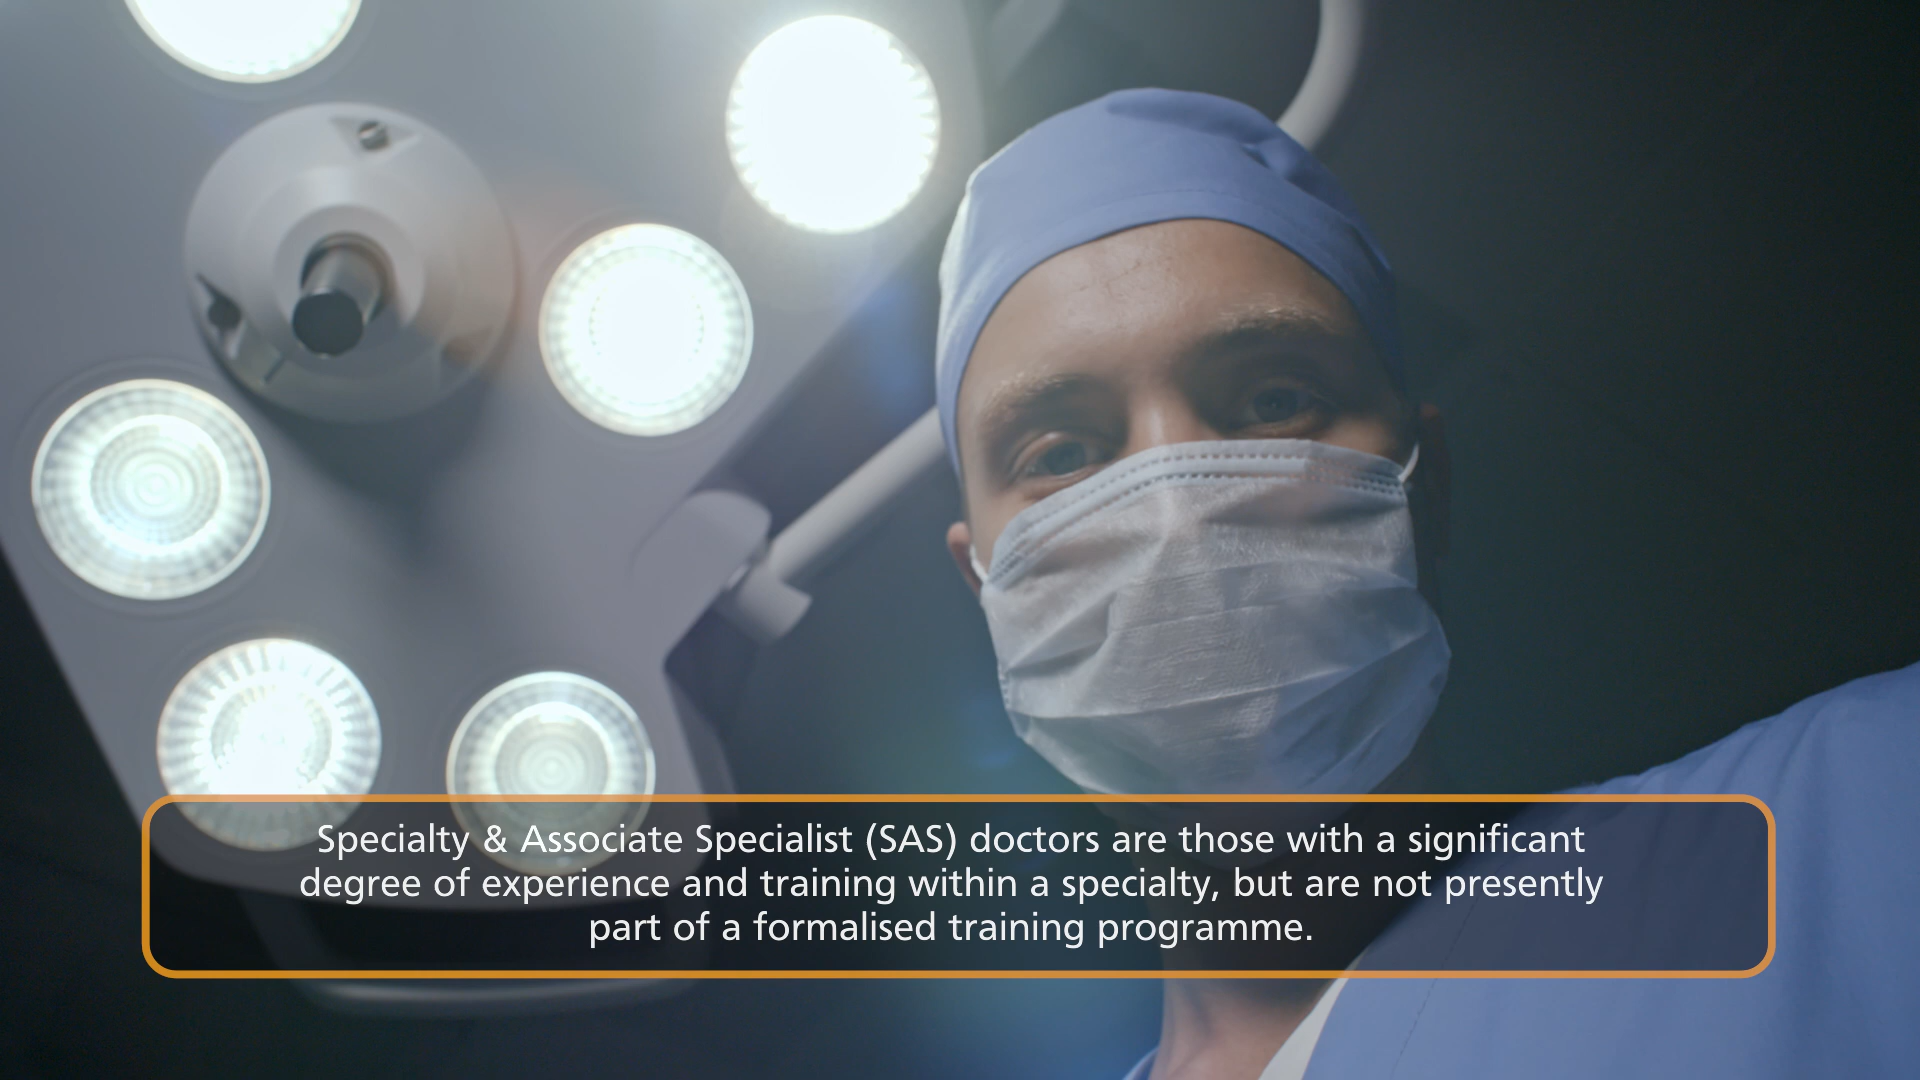 Specialty & Associate Specialist (SAS) doctors are those with a significant
degree of experience and training within a specialty, but are not presently
part of a formalised training programme.